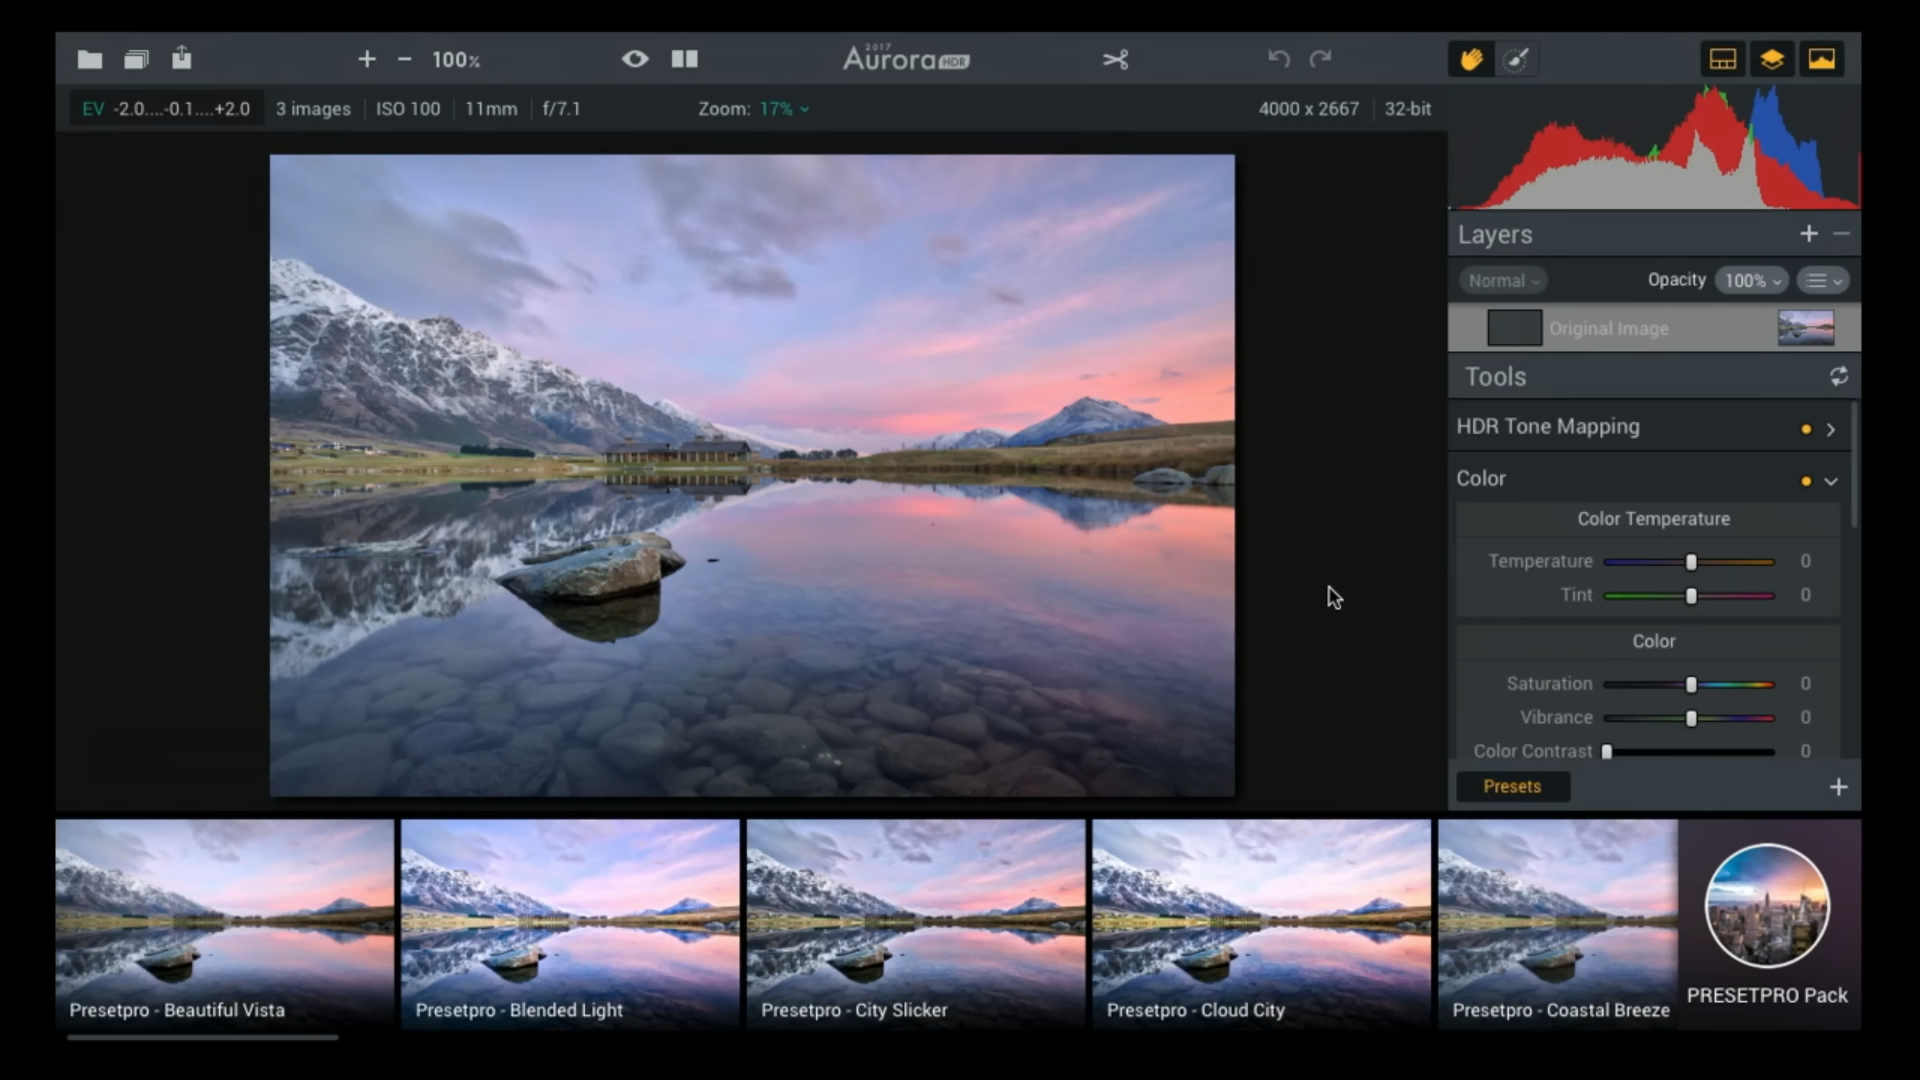 100%
2017
Aurora HDR
EV -2.0....-0.1....+2.0
3 images
ISO 100
11mm
f/7.1
Zoom: 17%
4000 x 2667
32-bit
Layers
Normal
Opacity 100%
Original Image
Tools
HDR Tone Mapping
Color
Color Temperature
Temperature 0
Tint 0
Color
Saturation 0
Vibrance 0
Color Contrast 0
Presets
Presetpro - Beautiful Vista
Presetpro - Blended Light
Presetpro - City Slicker
Presetpro - Cloud City
Presetpro - Coastal Breeze
PRESETPRO Pack